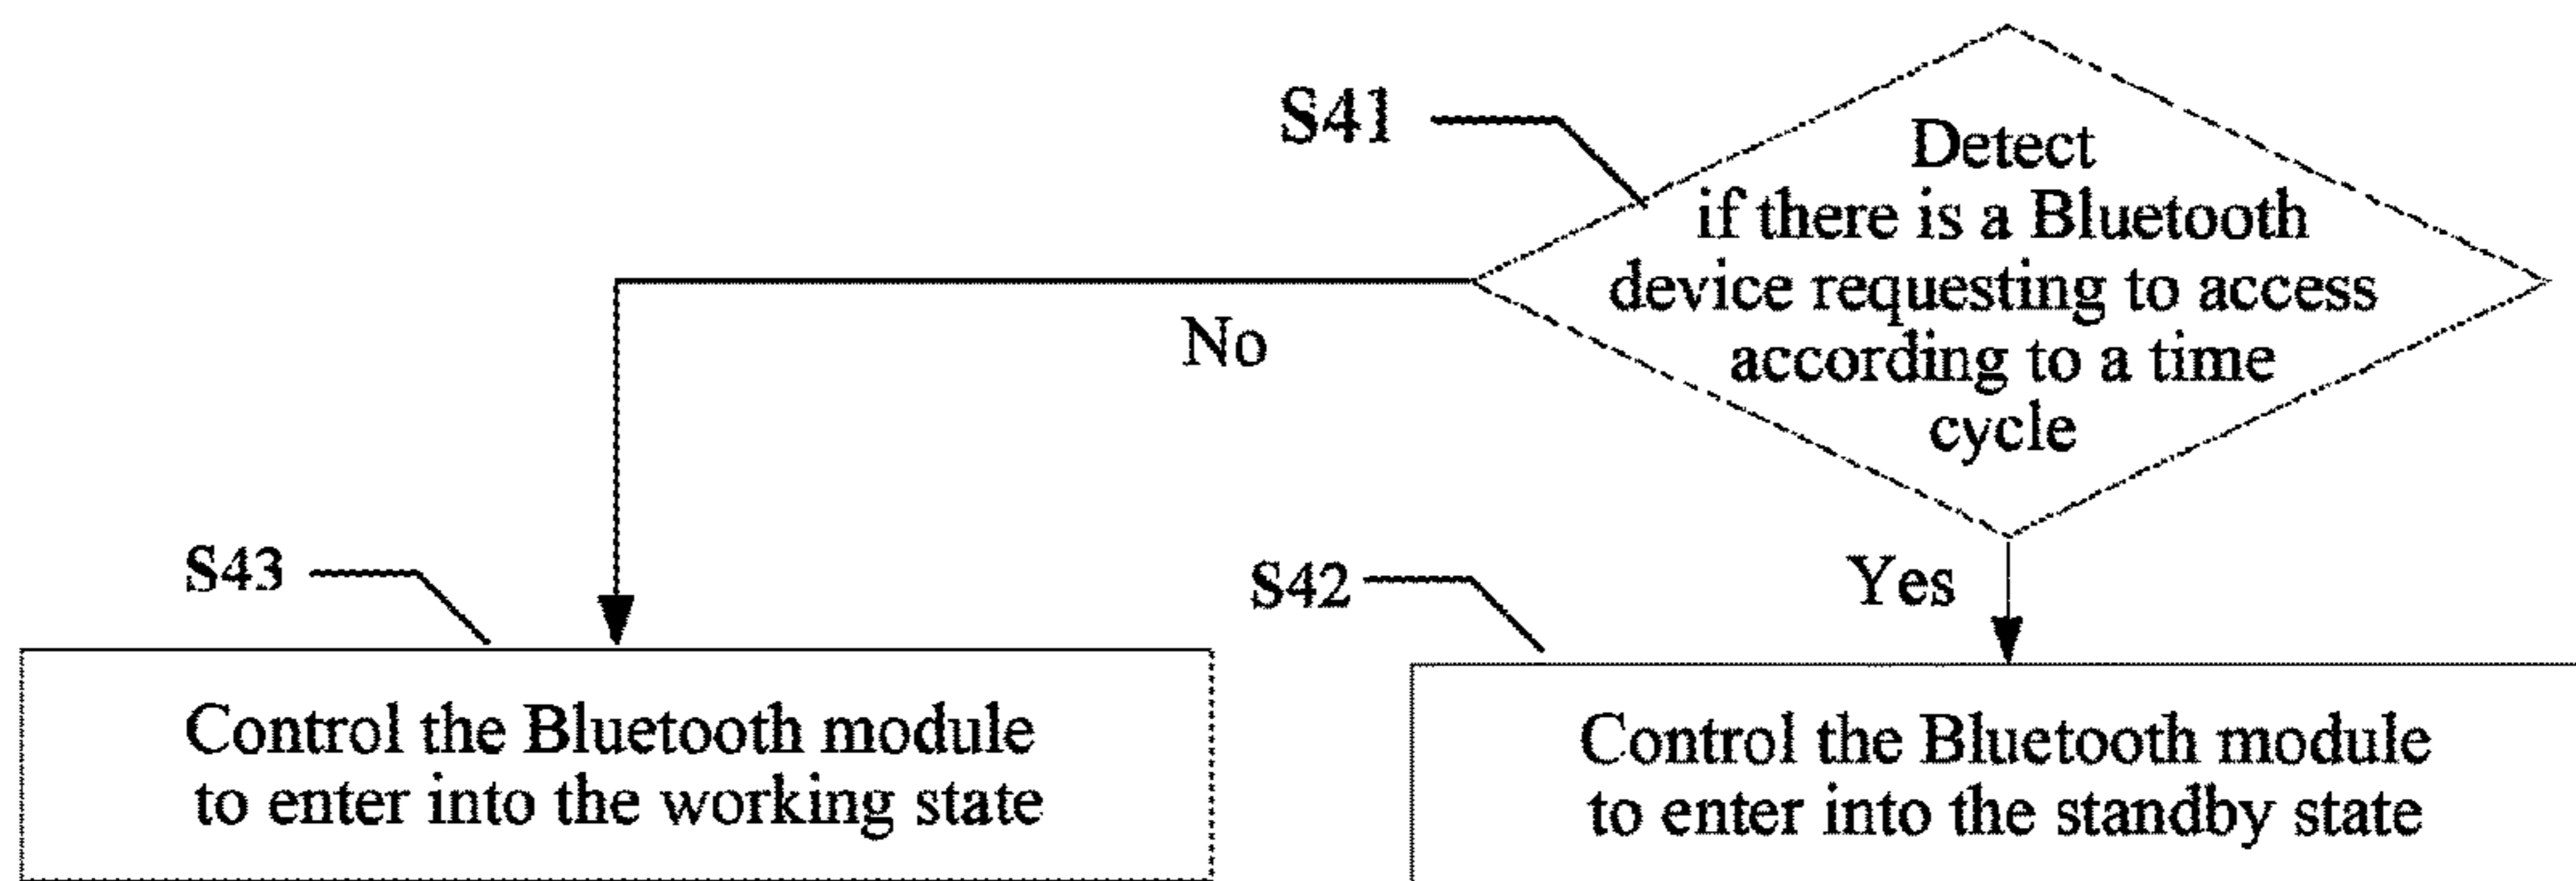 S41
Detect
if there is a Bluetooth
device requesting to access
according to a time
cycle
No
Yes
S43
Control the Bluetooth module
to enter into the working state
S42
Control the Bluetooth module
to enter into the standby state